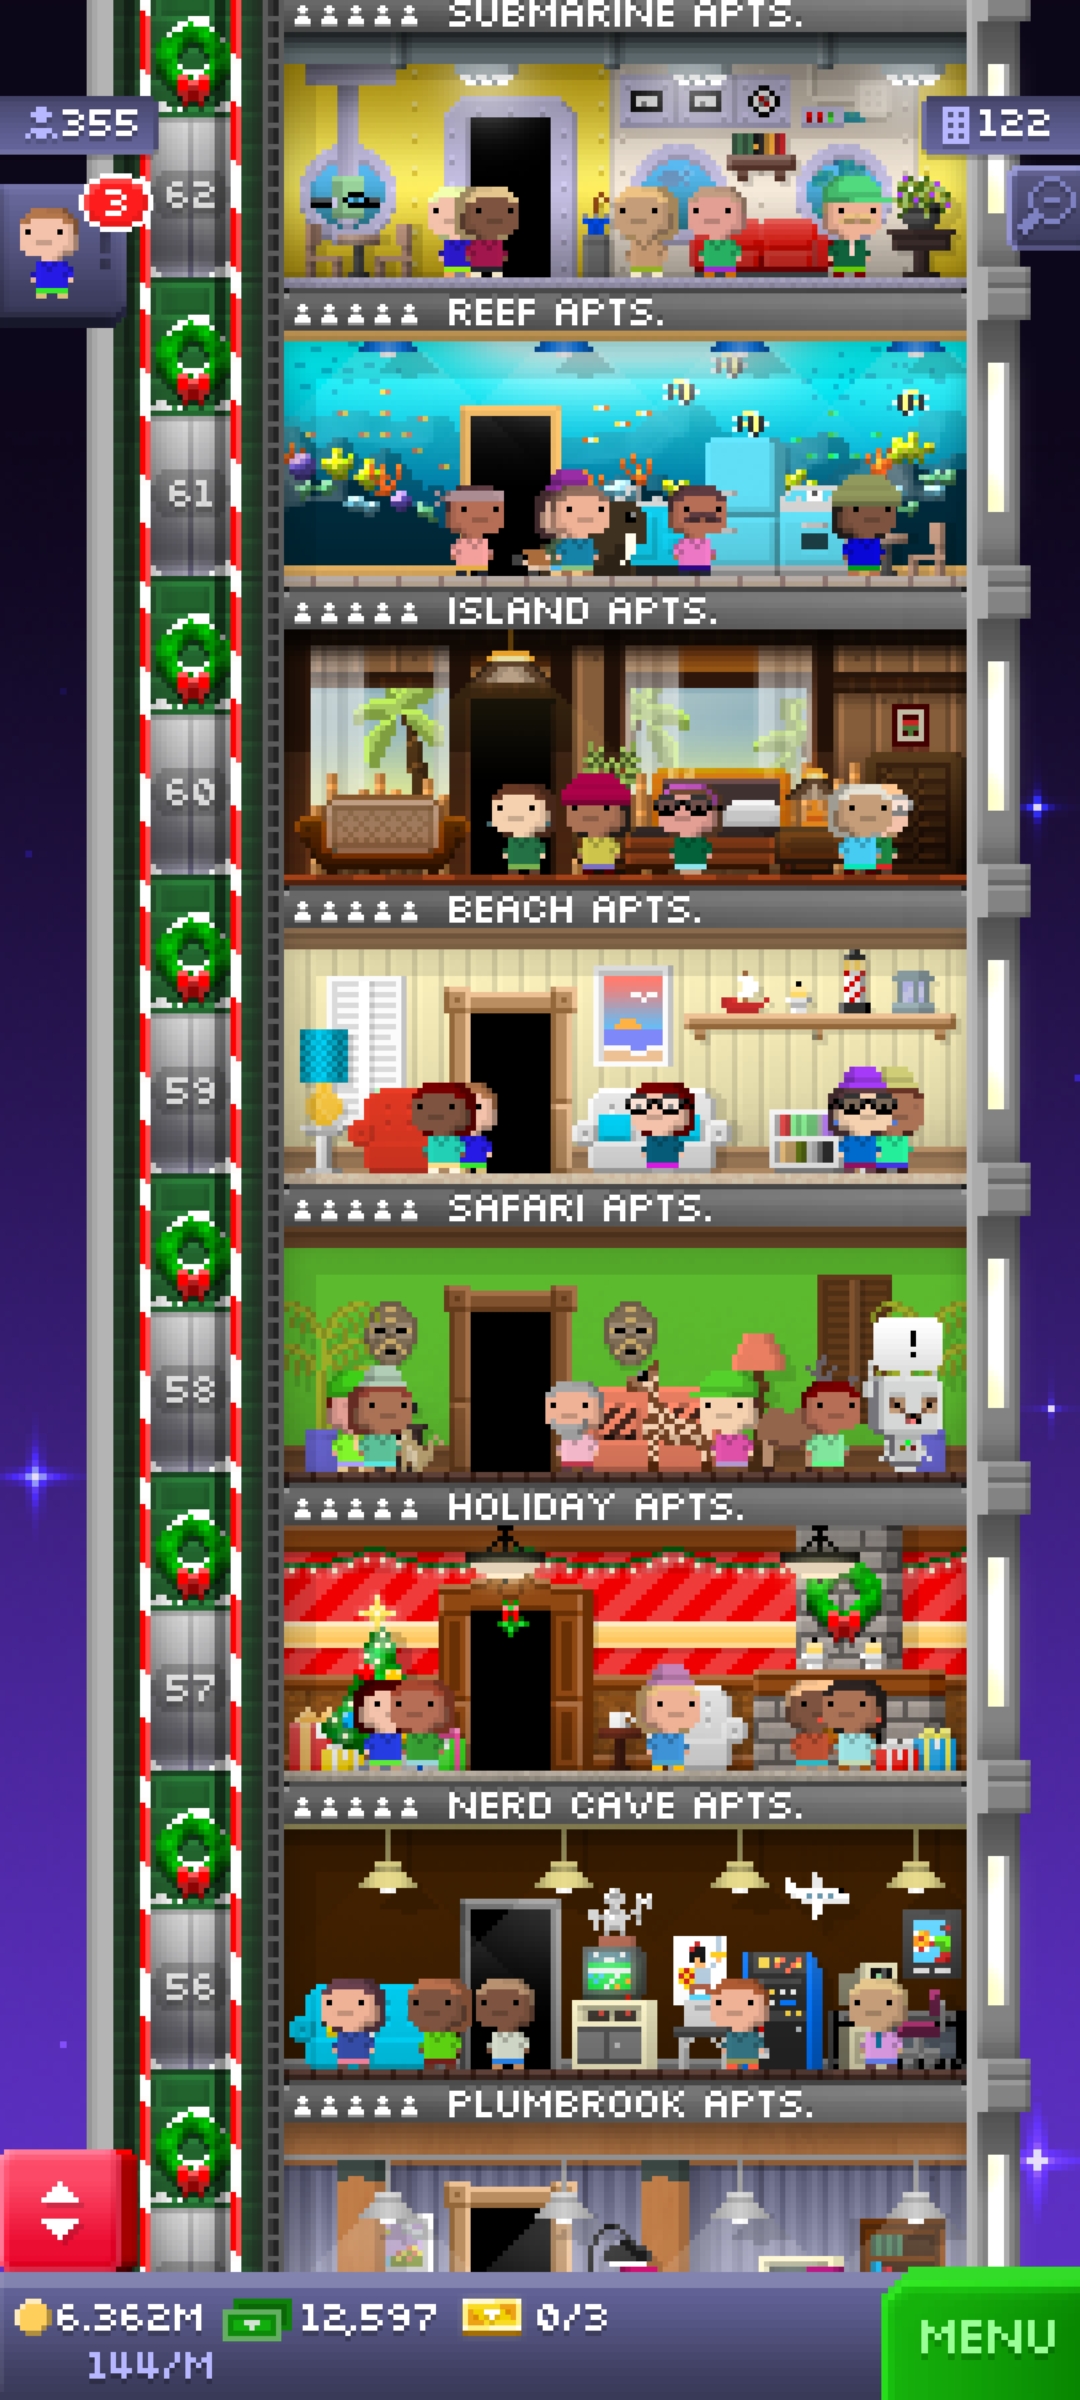 SUBMARINE APTS.
355
122
3
62
REEF APTS.
61
ISLAND APTS.
60
BEACH APTS.
59
SAFARI APTS.
!
58
HOLIDAY APTS.
57
NERD CAVE APTS.
56
PLUMBROOK APTS.
6.362M
12,597
0/3
144/M
MENU